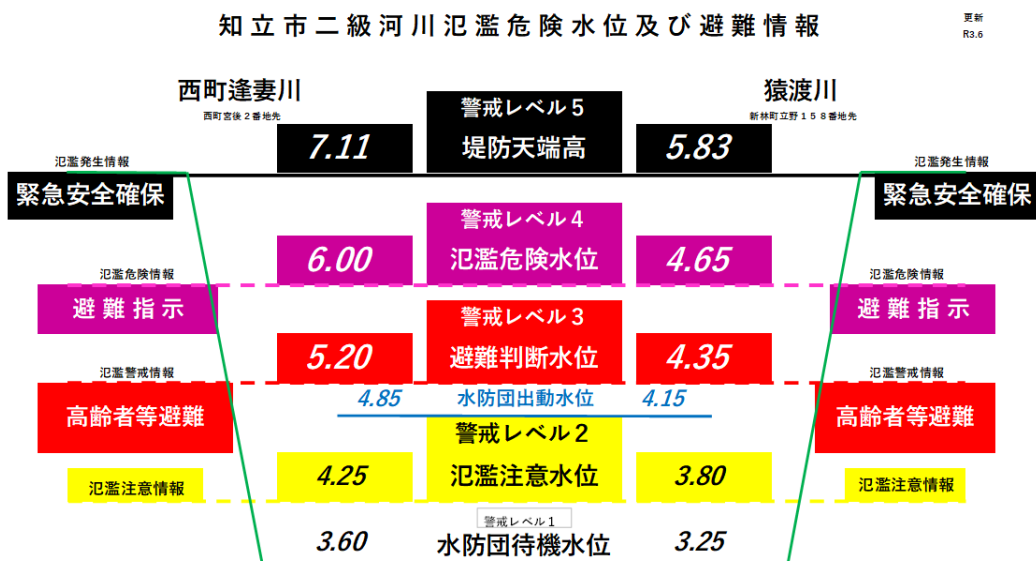 知立市二級河川氾濫危険水位及び避難情報
更新
R3.6
西町逢妻川
西町宮後２番地先
猿渡川
新林町立野１５８番地先
警戒レベル５
7.11
堤防天端高
5.83
氾濫発生情報
氾濫発生情報
緊急安全確保
緊急安全確保
警戒レベル４
6.00
氾濫危険水位
4.65
氾濫危険情報
氾濫危険情報
避難指示
避難指示
警戒レベル３
5.20
避難判断水位
4.35
氾濫警戒情報
氾濫警戒情報
4.85
水防団出動水位
4.15
高齢者等避難
高齢者等避難
警戒レベル２
4.25
氾濫注意水位
3.80
氾濫注意情報
氾濫注意情報
警戒レベル１
3.60
水防団待機水位
3.25